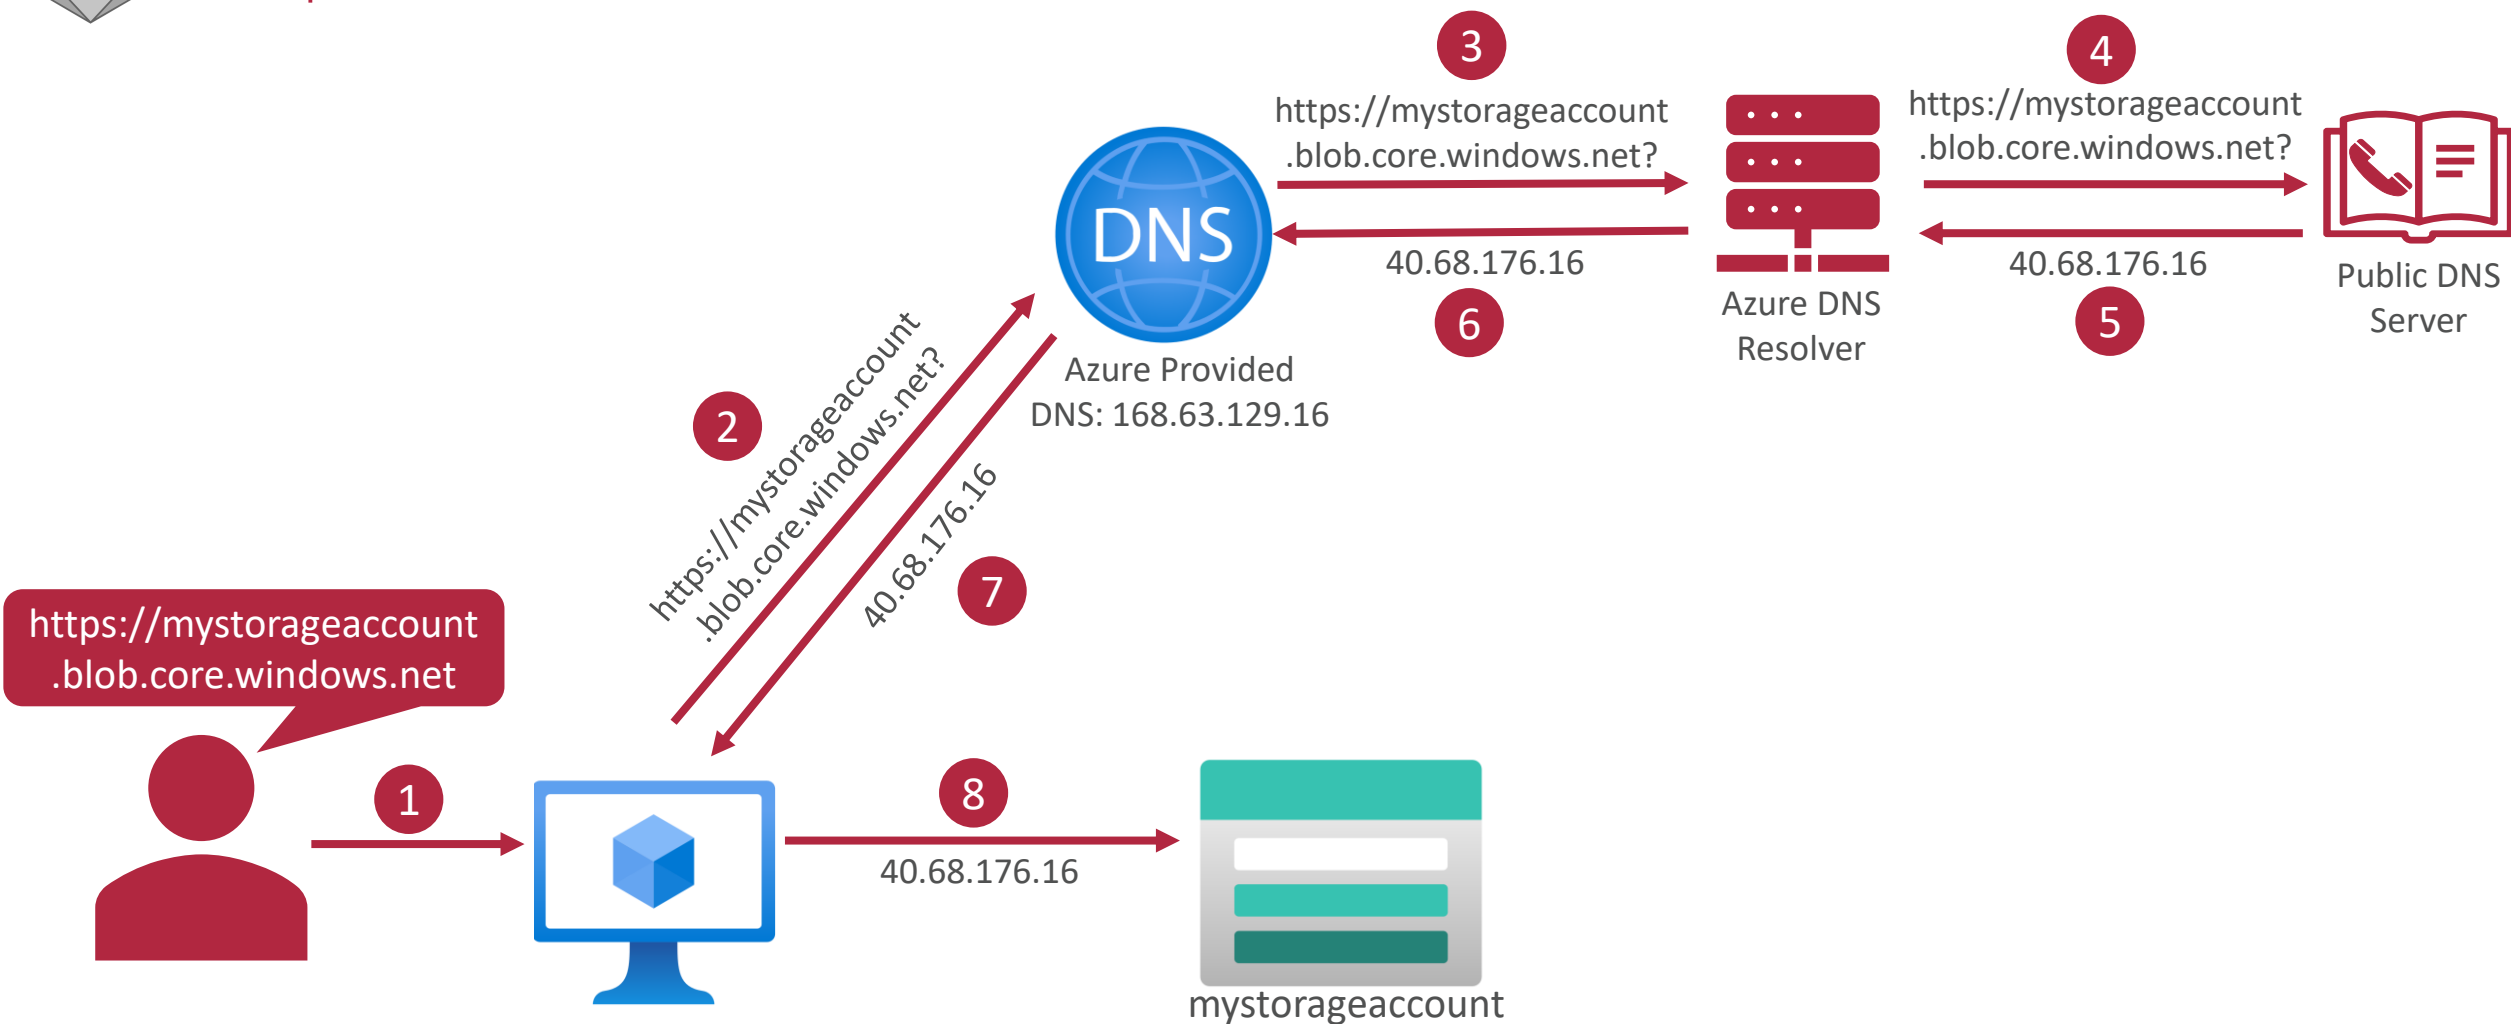 3
https://mystorageaccount
.blob.core.windows.net?
40.68.176.16
6
4
https://mystorageaccount
.blob.core.windows.net?
40.68.176.16
5
DNS
Azure Provided
DNS: 168.63.129.16
Azure DNS
Resolver
Public DNS
Server
2
https://mystorageaccount
.blob.core.windows.net?
40.68.176.16
7
https://mystorageaccount
.blob.core.windows.net
1
8
40.68.176.16
mystorageaccount